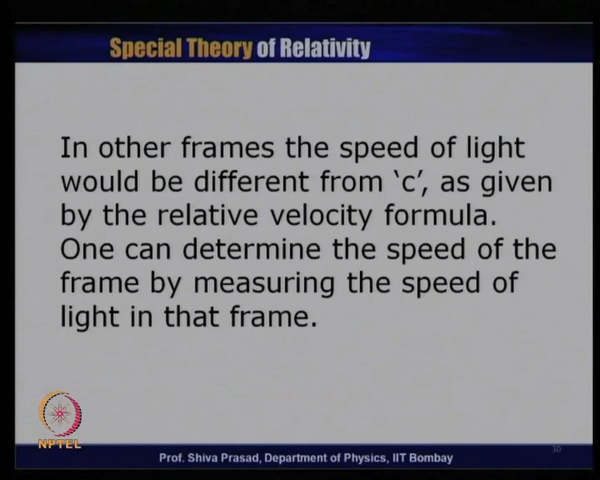 Special Theory of Relativity
In other frames the speed of light
would be different from ‘c’, as given
by the relative velocity formula.
One can determine the speed of the
frame by measuring the speed of
light in that frame.
NPTEL
30
Prof. Shiva Prasad, Department of Physics, IIT Bombay